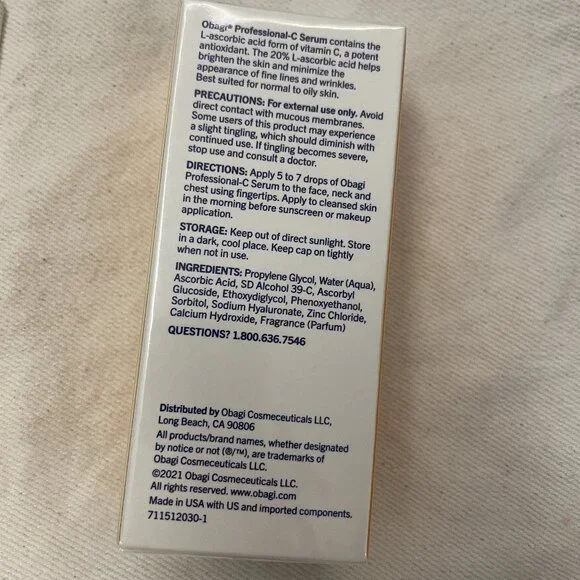 Obagi® Professional-C Serum contains the
L-ascorbic acid form of vitamin C, a potent
antioxidant. The 20% L-ascorbic acid helps
brighten the skin and minimize the
appearance of fine lines and wrinkles.
Best suited for normal to oily skin.
PRECAUTIONS: For external use only. Avoid
direct contact with mucous membranes.
Some users of this product may experience
a slight tingling, which should diminish with
continued use. If tingling becomes severe,
stop use and consult a doctor.
DIRECTIONS: Apply 5 to 7 drops of Obagi
Professional-C Serum to the face, neck and
chest using fingertips. Apply to cleansed skin
in the morning before sunscreen or makeup
application.
STORAGE: Keep out of direct sunlight. Store
in a dark, cool place. Keep cap on tightly
when not in use.
INGREDIENTS: Propylene Glycol, Water (Aqua),
Ascorbic Acid, SD Alcohol 39-C, Ascorbyl
Glucoside, Ethoxydiglycol, Phenoxyethanol,
Sorbitol, Sodium Hyaluronate, Zinc Chloride,
Calcium Hydroxide, Fragrance (Parfum)
QUESTIONS? 1.800.636.7546
Distributed by Obagi Cosmeceuticals LLC,
Long Beach, CA 90806
All products/brand names, whether designated
by notice or not (®/™), are trademarks of
Obagi Cosmeceuticals LLC.
©2021 Obagi Cosmeceuticals LLC.
All rights reserved. www.obagi.com
Made in USA with US and imported components.
711512030-1